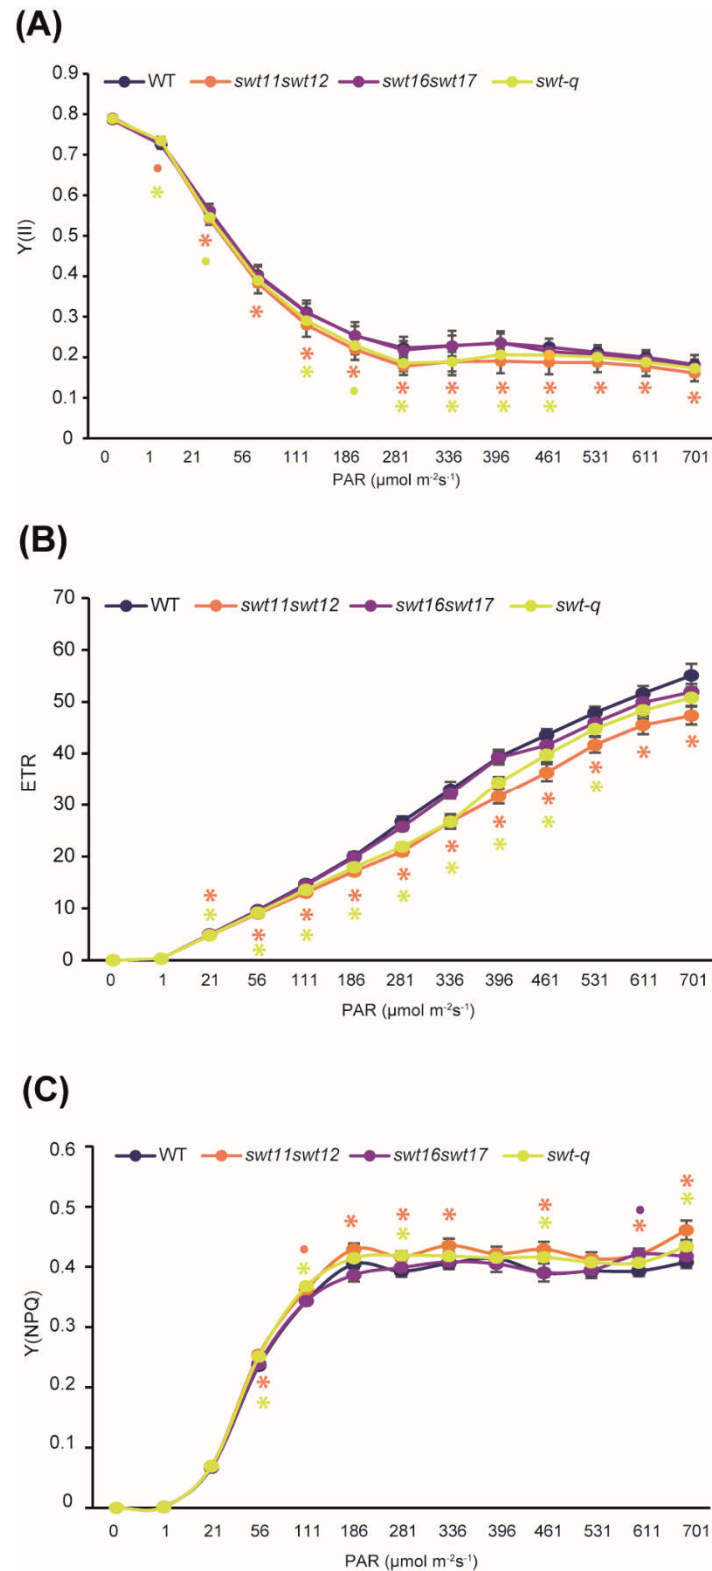 (A)
WT swt11swt12 swt16swt17 swt-q
0.9
0.8
0.7
0.6
0.5
0.4
0.3
0.2
0.1
0
Y(II)
0 1 21 56 111 186 281 336 396 461 531 611 701
PAR (µmol m⁻²s⁻¹)
(B)
WT swt11swt12 swt16swt17 swt-q
70
60
50
40
30
20
10
0
ETR
0 1 21 56 111 186 281 336 396 461 531 611 701
PAR (µmol m⁻²s⁻¹)
(C)
WT swt11swt12 swt16swt17 swt-q
0.6
0.5
0.4
0.3
0.2
0.1
0
Y(NPQ)
0 1 21 56 111 186 281 336 396 461 531 611 701
PAR (µmol m⁻²s⁻¹)